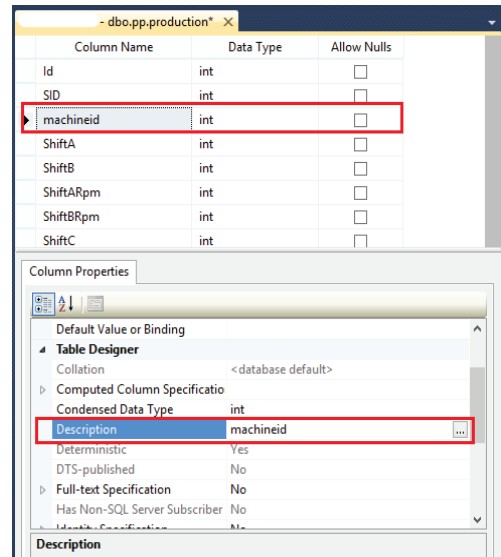 - dbo.pp.production*
Column Name Data Type Allow Nulls
Id int
SID int
machineid int
ShiftA int
ShiftB int
ShiftARpm int
ShiftBRpm int
ShiftC int
Column Properties
Default Value or Binding
Table Designer
Collation <database default>
Computed Column Specificatio
Condensed Data Type int
Description machineid ...
Deterministic Yes
DTS-published No
Full-text Specification No
Has Non-SQL Server Subscriber No
Identity Specification No
Description